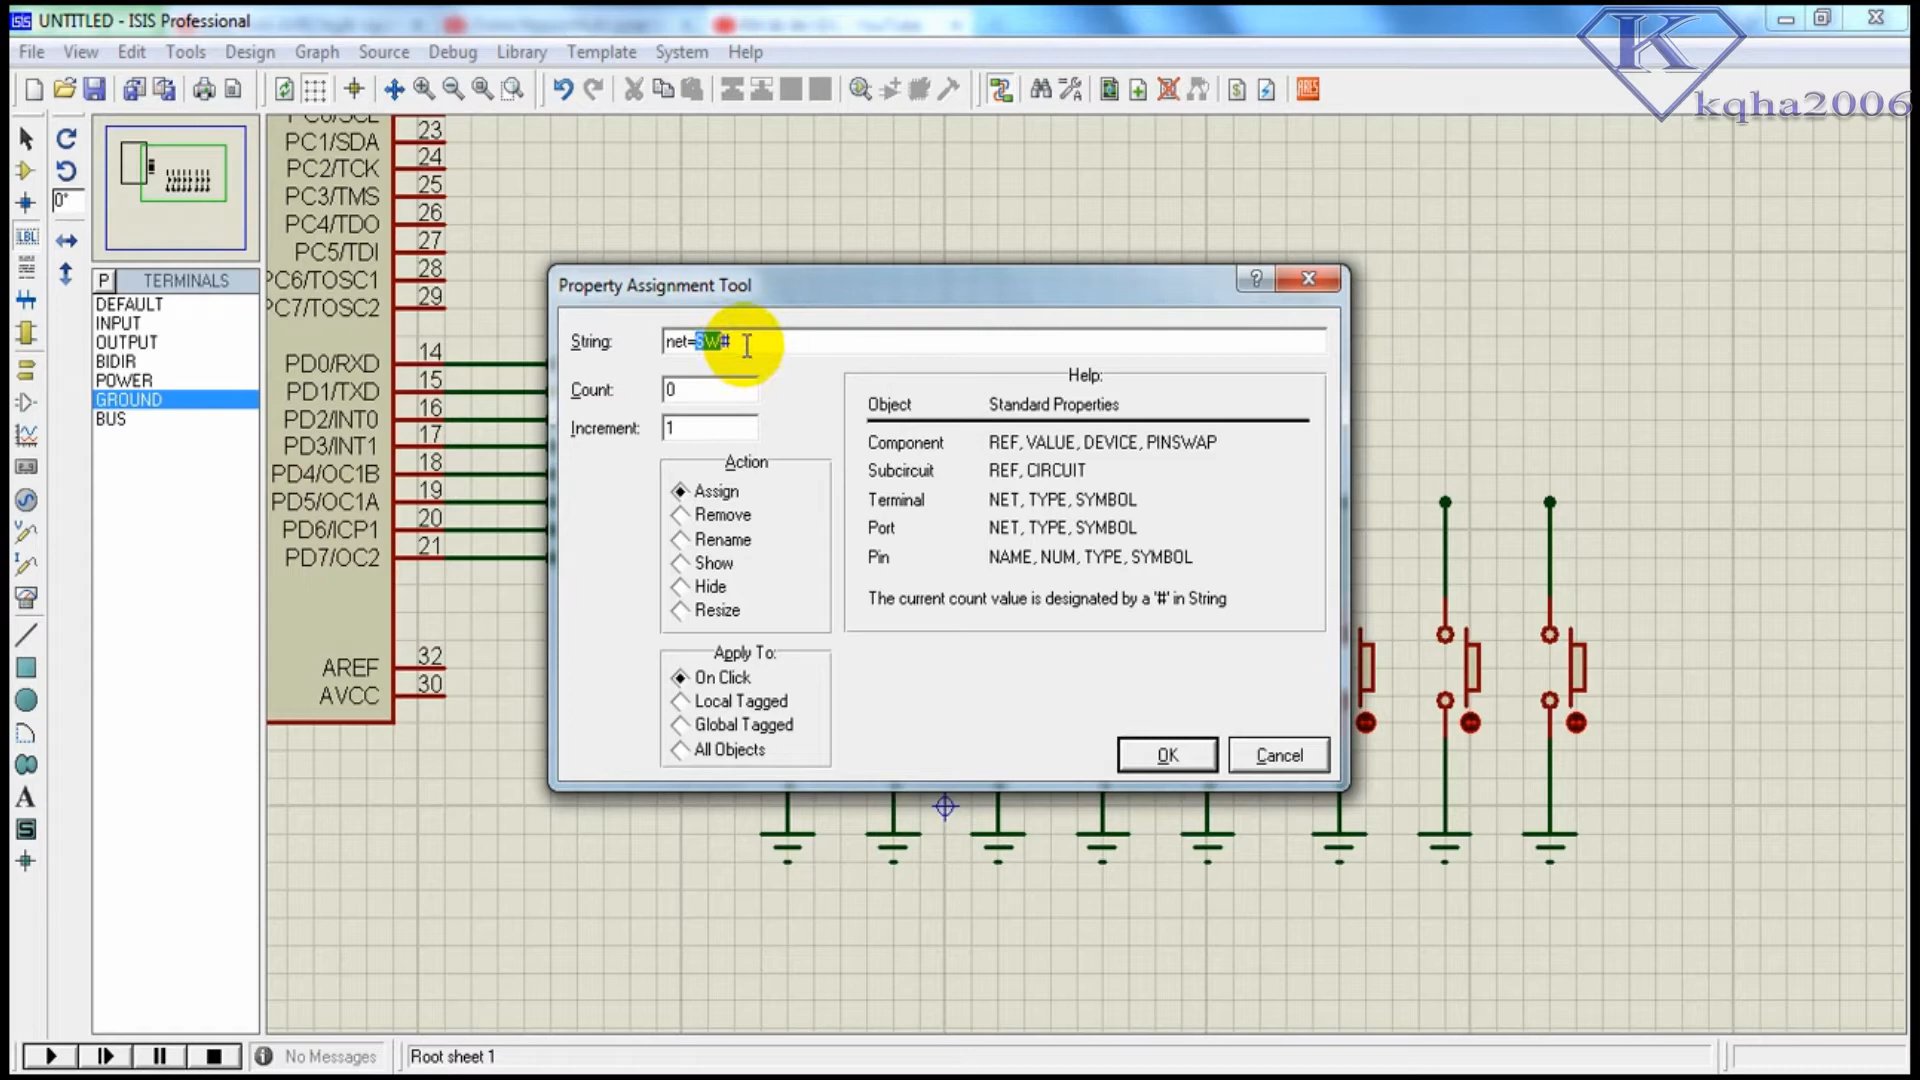 UNTITLED - ISIS Professional
File View Edit Tools Design Graph Source Debug Library Template System Help
K
kqha2006
ARES
0°
LBL
P TERMINALS
DEFAULT
INPUT
OUTPUT
BIDIR
POWER
GROUND
BUS
23
PC1/SDA
24
PC2/TCK
25
PC3/TMS
26
PC4/TDO
27
PC5/TDI
28
PC6/TOSC1
29
PC7/TOSC2
14
PD0/RXD
15
PD1/TXD
16
PD2/INT0
17
PD3/INT1
18
PD4/OC1B
19
PD5/OC1A
20
PD6/ICP1
21
PD7/OC2
32
AREF
30
AVCC
Property Assignment Tool
String: net=SW#
Count: 0
Increment: 1
Action
Assign
Remove
Rename
Show
Hide
Resize
Apply To:
On Click
Local Tagged
Global Tagged
All Objects
Help:
Object Standard Properties
Component REF, VALUE, DEVICE, PINSWAP
Subcircuit REF, CIRCUIT
Terminal NET, TYPE, SYMBOL
Port NET, TYPE, SYMBOL
Pin NAME, NUM, TYPE, SYMBOL
The current count value is designated by a '#' in String
OK Cancel
A
S
No Messages Root sheet 1